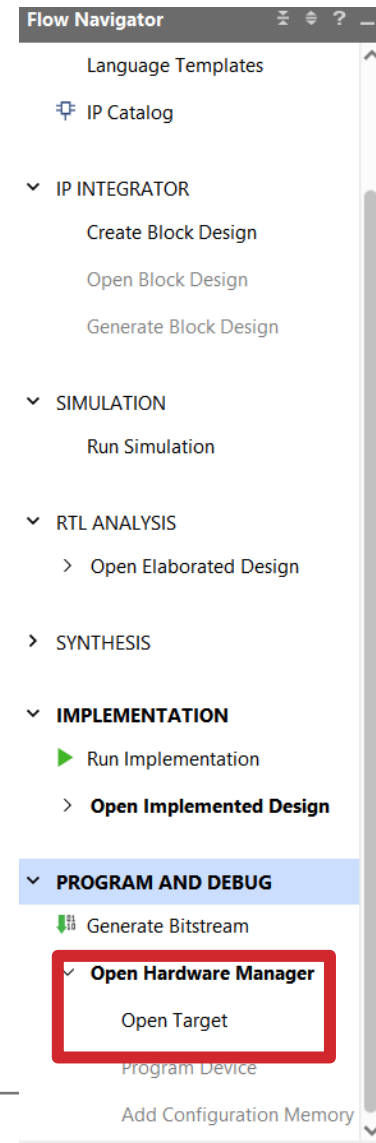 Flow Navigator
Language Templates
IP Catalog
IP INTEGRATOR
Create Block Design
Open Block Design
Generate Block Design
SIMULATION
Run Simulation
RTL ANALYSIS
Open Elaborated Design
SYNTHESIS
IMPLEMENTATION
Run Implementation
Open Implemented Design
PROGRAM AND DEBUG
Generate Bitstream
Open Hardware Manager
Open Target
Program Device
Add Configuration Memory